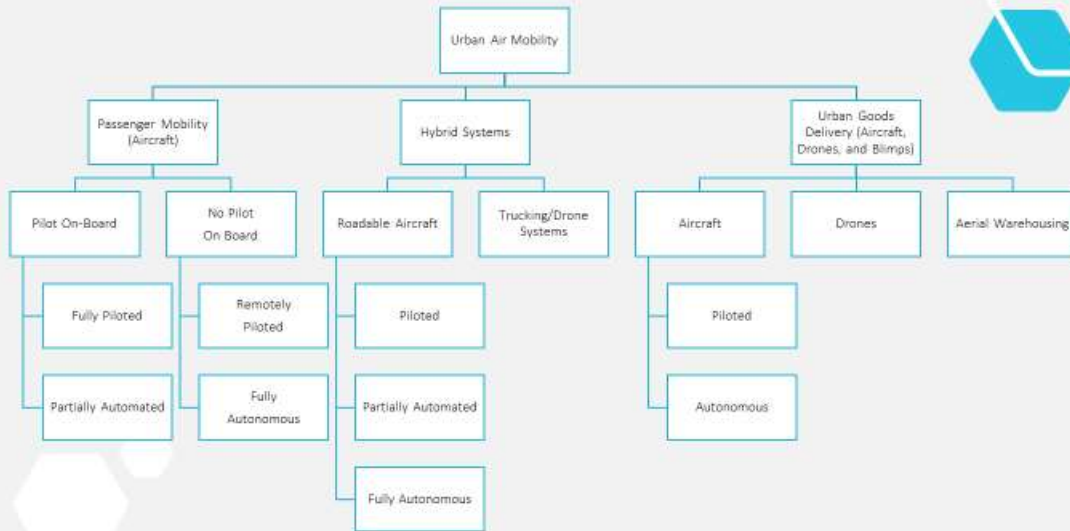 Urban Air Mobility
Passenger Mobility
(Aircraft)
Hybrid Systems
Urban Goods
Delivery (Aircraft,
Drones, and Blimps)
Pilot On-Board
No Pilot
On Board
Roadable Aircraft
Trucking/Drone
Systems
Aircraft
Drones
Aerial Warehousing
Fully Piloted
Remotely
Piloted
Piloted
Piloted
Partially Automated
Fully
Autonomous
Partially Automated
Autonomous
Fully Autonomous